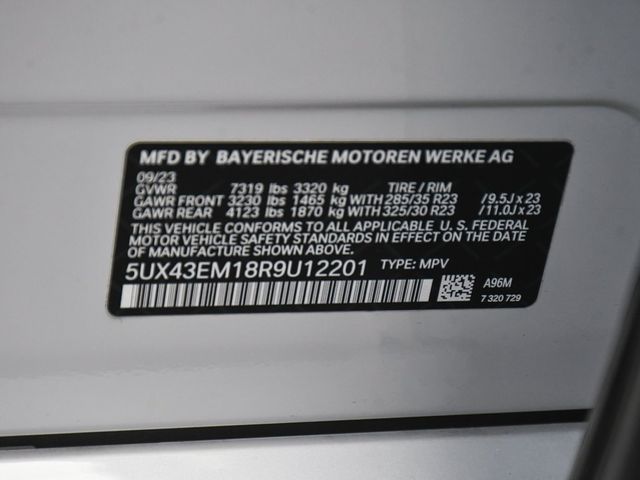 MFD BY BAYERISCHE MOTOREN WERKE AG
09/23
GVWR 7319 lbs 3320 kg TIRE / RIM
GAWR FRONT 3230 lbs 1465 kg WITH 285/35 R23 /9.5J x 23
GAWR REAR 4123 lbs 1870 kg WITH 325/30 R23 /11.0J x 23
THIS VEHICLE CONFORMS TO ALL APPLICABLE U. S. FEDERAL
MOTOR VEHICLE SAFETY STANDARDS IN EFFECT ON THE DATE
OF MANUFACTURE SHOWN ABOVE.
5UX43EM18R9U12201 TYPE: MPV
A96M
7 320 729